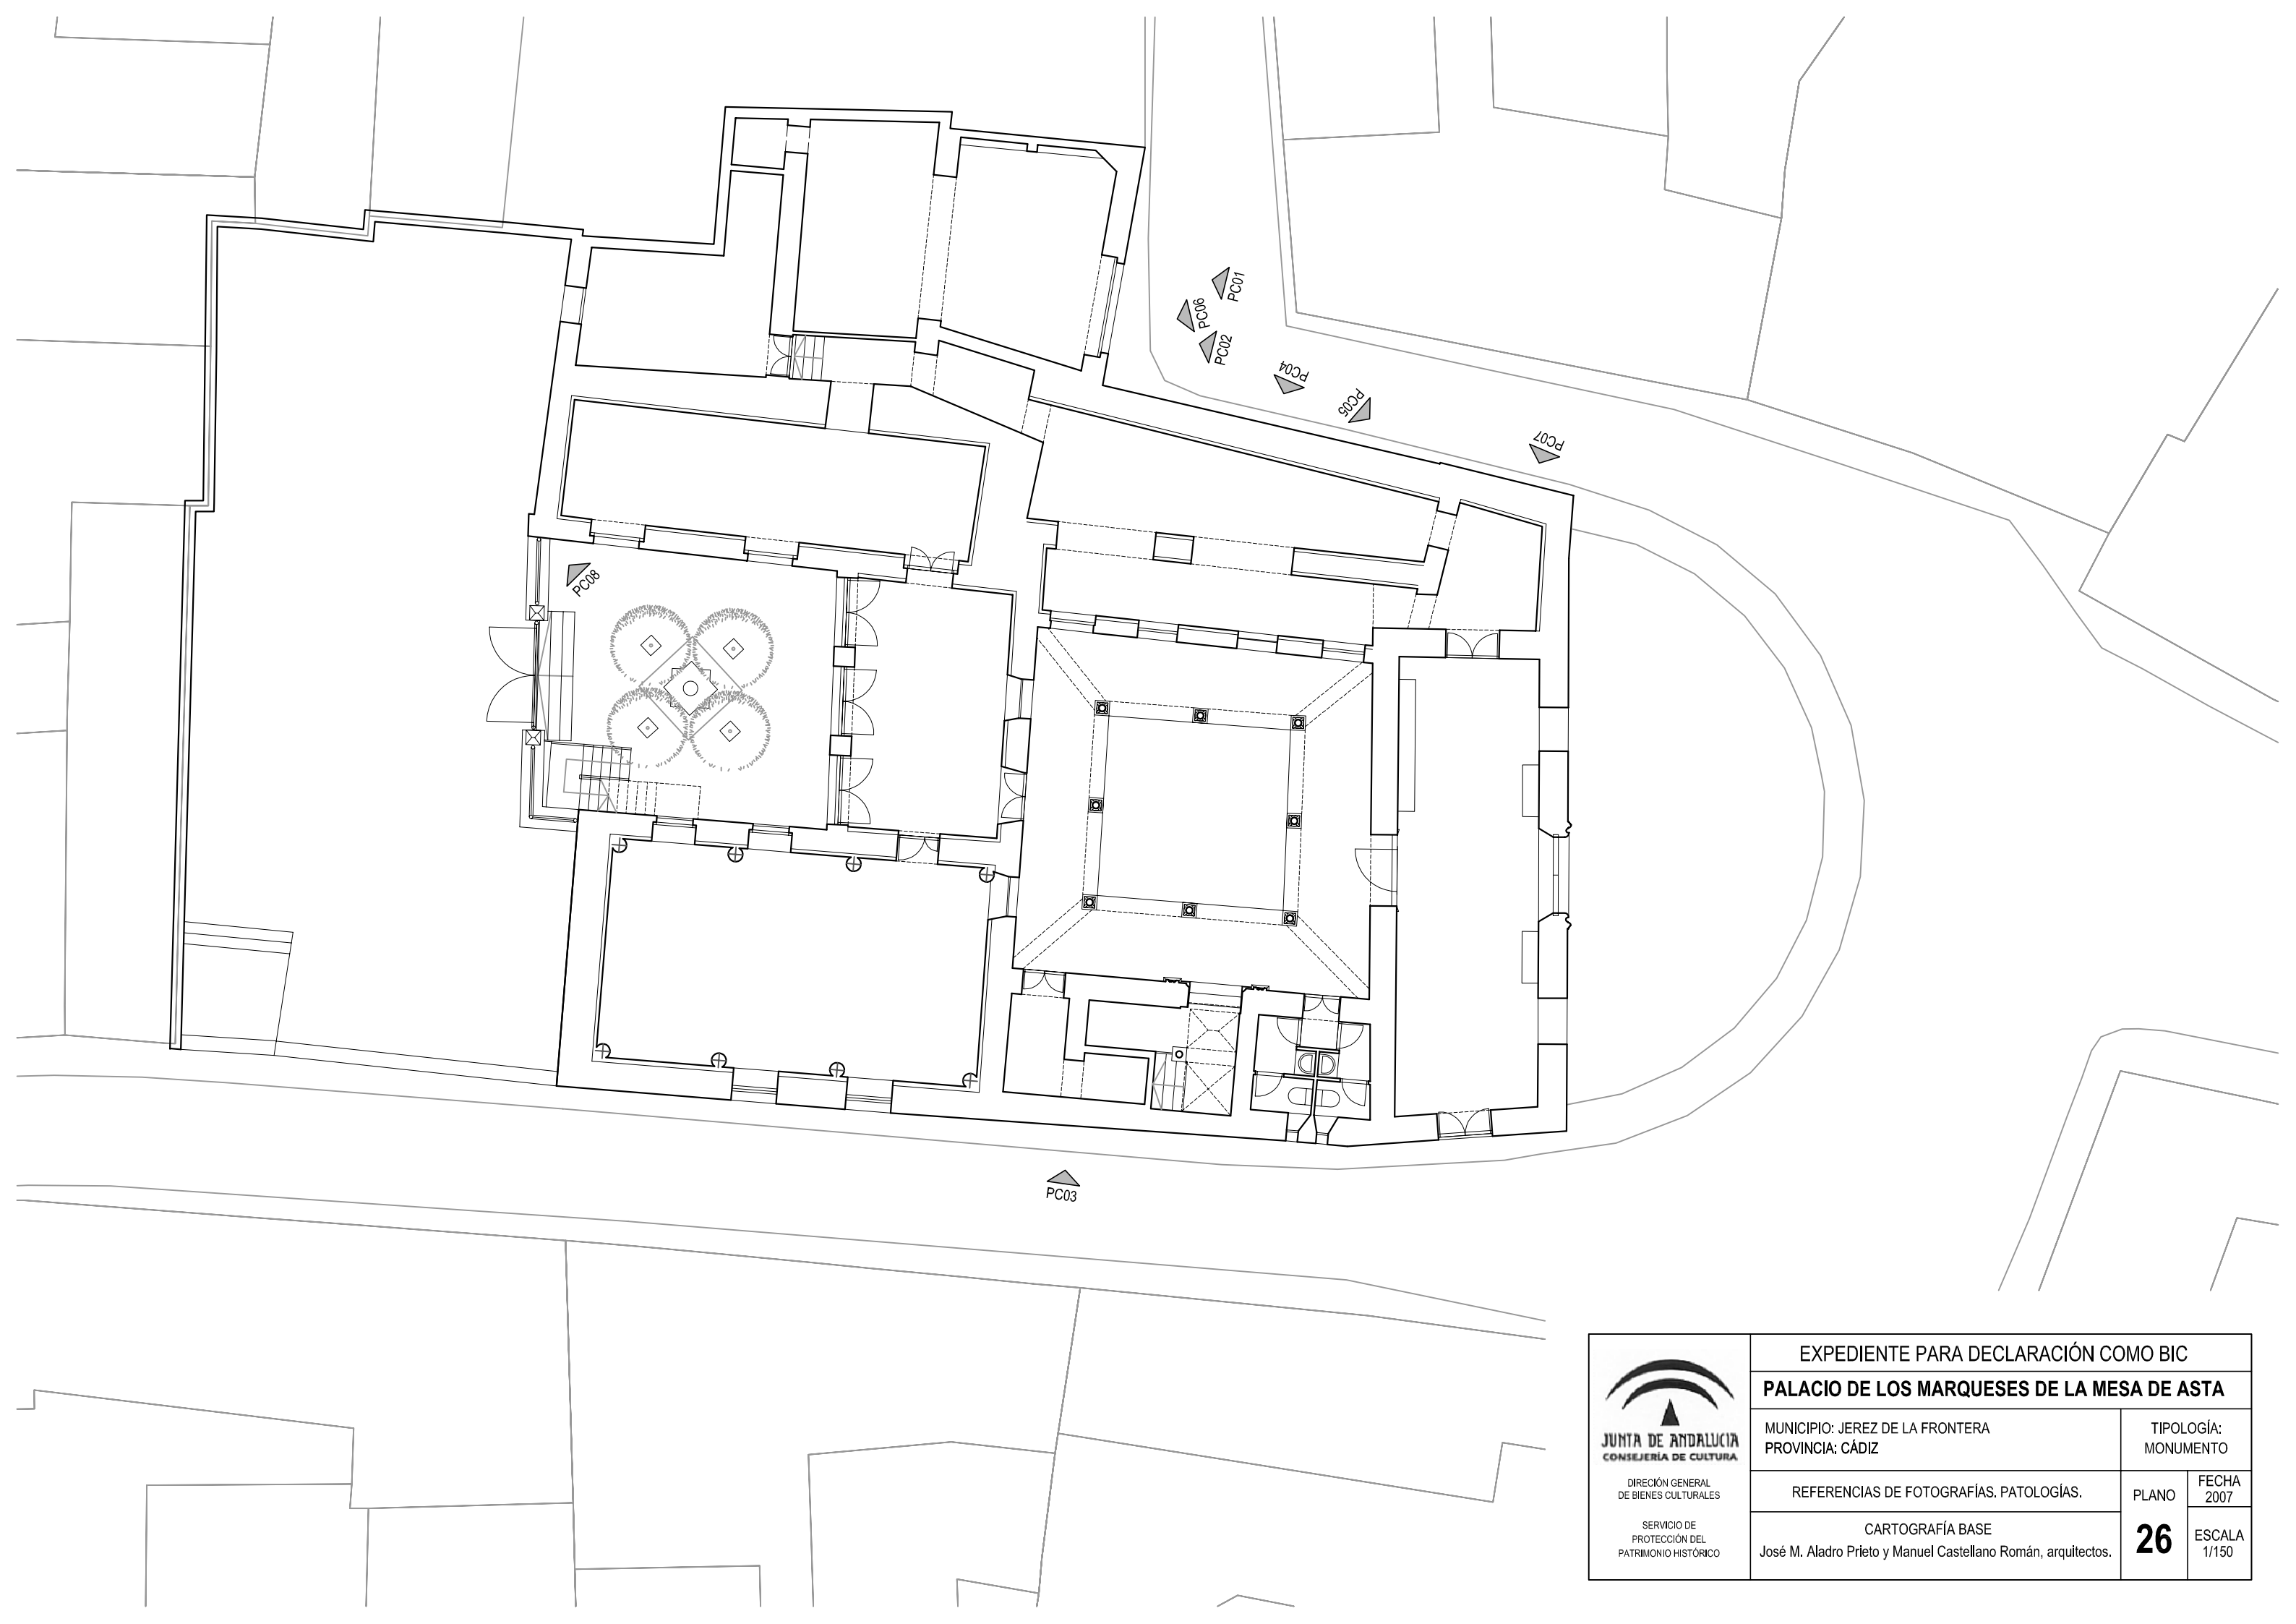 PC01
PC06
PC02
PC04
PC05
PC07
PC08
PC03
JUNTA DE ANDALUCIA
CONSEJERÍA DE CULTURA
DIRECIÓN GENERAL
DE BIENES CULTURALES
SERVICIO DE
PROTECCIÓN DEL
PATRIMONIO HISTÓRICO
EXPEDIENTE PARA DECLARACIÓN COMO BIC
PALACIO DE LOS MARQUESES DE LA MESA DE ASTA
MUNICIPIO: JEREZ DE LA FRONTERA
PROVINCIA: CÁDIZ
TIPOLOGÍA:
MONUMENTO
REFERENCIAS DE FOTOGRAFÍAS. PATOLOGÍAS.
CARTOGRAFÍA BASE
José M. Aladro Prieto y Manuel Castellano Román, arquitectos.
PLANO
26
FECHA
2007
ESCALA
1/150